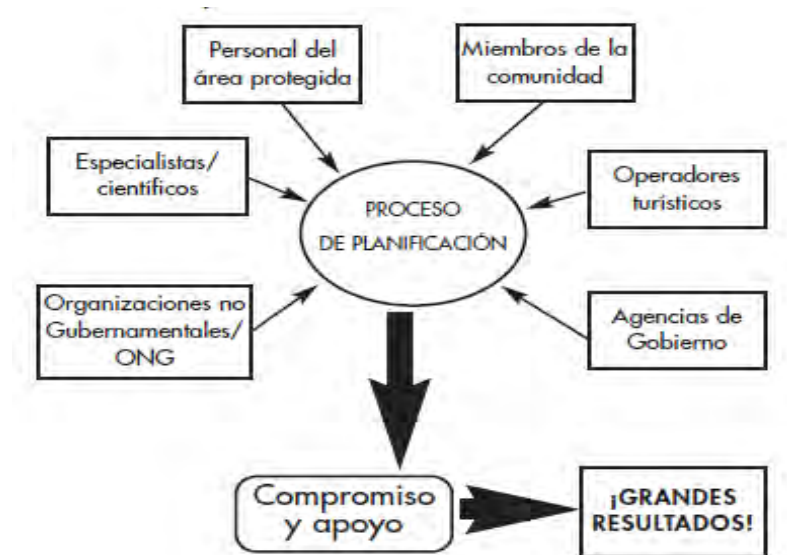 Personal del
área protegida
Miembros de la
comunidad
Especialistas/
científicos
PROCESO
DE PLANIFICACIÓN
Operadores
turísticos
Organizaciones no
Gubernamentales/
ONG
Agencias de
Gobierno
Compromiso
y apoyo
¡GRANDES
RESULTADOS!